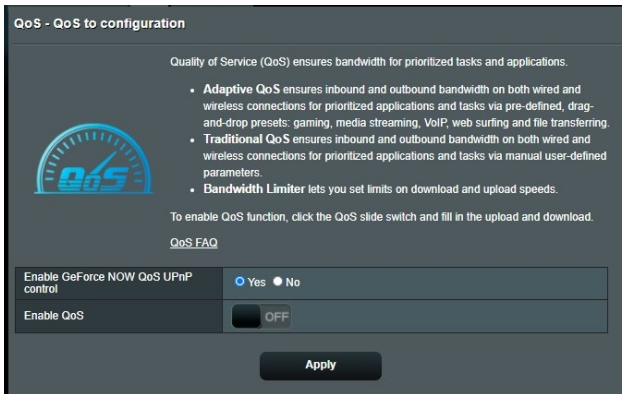 QoS - QoS to configuration
Quality of Service (QoS) ensures bandwidth for prioritized tasks and applications.
• Adaptive QoS ensures inbound and outbound bandwidth on both wired and
wireless connections for prioritized applications and tasks via pre-defined, drag-
and-drop presets: gaming, media streaming, VoIP, web surfing and file transferring.
• Traditional QoS ensures inbound and outbound bandwidth on both wired and
wireless connections for prioritized applications and tasks via manual user-defined
parameters.
• Bandwidth Limiter lets you set limits on download and upload speeds.
QoS
To enable QoS function, click the QoS slide switch and fill in the upload and download.
QoS FAQ
Enable GeForce NOW QoS UPnP
control
Yes No
Enable QoS
OFF
Apply